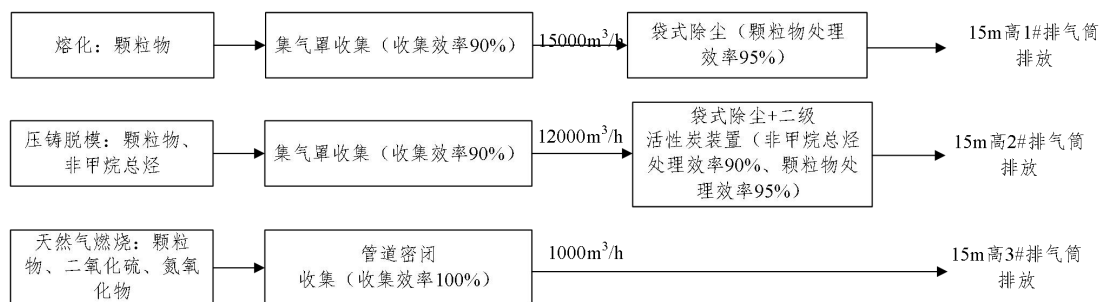 熔化：颗粒物
集气罩收集（收集效率90%）
15000m³/h
袋式除尘（颗粒物处理
效率95%）
15m高1#排气筒
排放
压铸脱模：颗粒物、
非甲烷总烃
集气罩收集（收集效率90%）
12000m³/h
袋式除尘+二级
活性炭装置（非甲烷总烃
处理效率90%、颗粒物处
理效率95%）
15m高2#排气筒
排放
天然气燃烧：颗粒
物、二氧化硫、氮氧
化物
管道密闭
收集（收集效率100%）
1000m³/h
15m高3#排气筒
排放